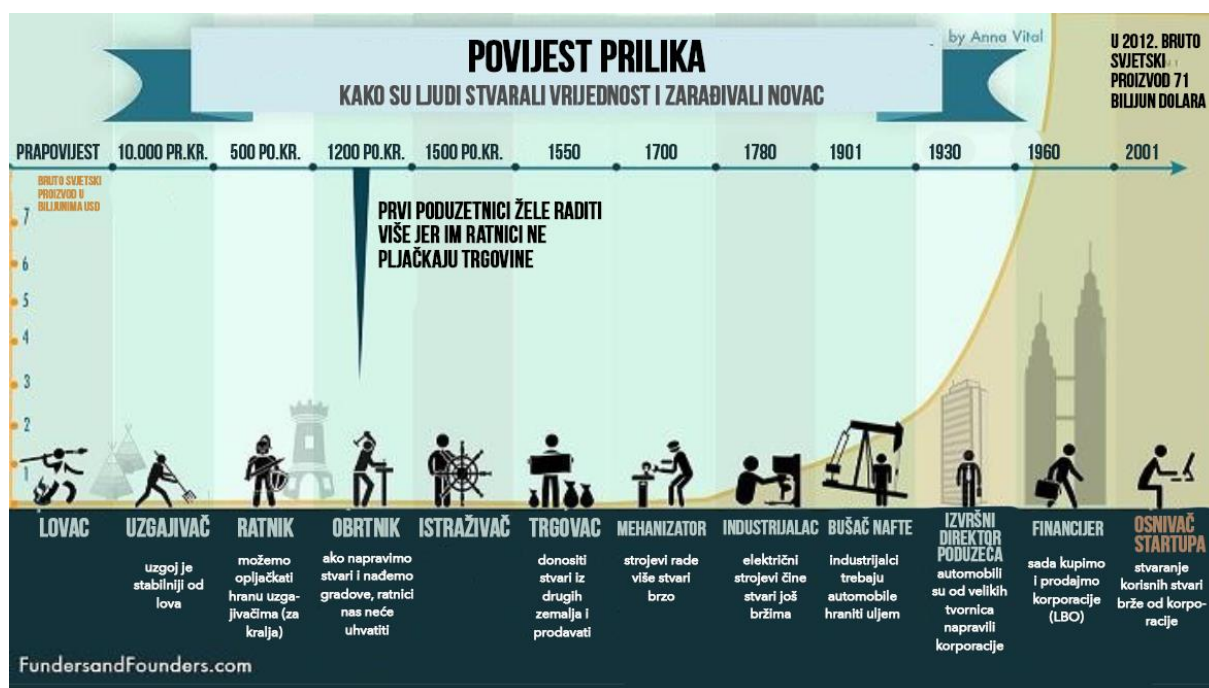 POVIJEST PRILIKA
KAKO SU LJUDI STVARALI VRIJEDNOST I ZARAĐIVALI NOVAC
by Anna Vital
U 2012. BRUTO
SVJETSKI
PROIZVOD 71
BILIJUN DOLARA
PRAPOVIJEST
10.000 PR.KR.
500 PO.KR.
1200 PO.KR.
1500 PO.KR.
1550
1700
1780
1901
1930
1960
2001
BRUTO SVJETSKI
PROIZVOD U
BILIJUNIMA USD
7
6
5
4
3
2
1
PRVI PODUZETNICI ŽELE RADITI
VIŠE JER IM RATNICI NE
PLJAČKAJU TRGOVINE
LOVAC
UZGAJIVAČ
uzgoj je
stabilniji od
lova
RATNIK
možemo
opljačkati
hranu uzga-
jivačima (za
kralja)
OBRTNIK
ako napravimo
stvari i nađemo
gradove, ratnici
nas neće
uhvatiti
ISTRAŽIVAČ
TRGOVAC
donositi
stvari iz
drugih
zemalja i
prodavati
MEHANIZATOR
strojevi rade
više stvari
brzo
INDUSTRIJALAC
električni
strojevi čine
stvari još
bržima
BUŠAČ NAFTE
industrijalci
trebaju
automobile
hraniti uljem
IZVRŠNI
DIREKTOR
PODUZEĆA
automobili
su od velikih
tvornica
napravili
korporacije
FINANCIJER
sada kupimo
i prodajmo
korporacije
(LBO)
OSNIVAČ
STARTUPA
stvaranje
korisnih stvari
brže od korpo-
racije
FundersandFounders.com